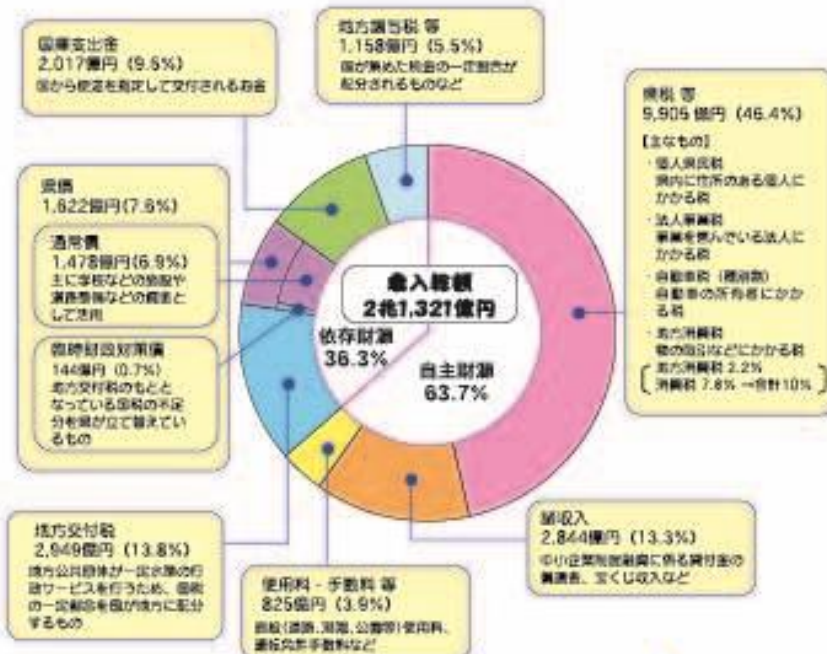 国庫支出金
2,017億円 (9.5%)
国から使途を指定して交付されるお金
地方譲与税 等
1,158億円 (5.5%)
国が集めた税金の一定割合が
配分されるものなど
県税 等
9,905億円 (46.4%)
【主なもの】
・個人県民税
県内に住所のある個人に
かかる税
・法人事業税
事業を営んでいる法人に
かかる税
・自動車税（種別割）
自動車の所有者にかか
る税
・地方消費税
物の取引などにかかる税
地方消費税 2.2%
消費税 7.8% →合計10%
県債
1,622億円(7.6%)
通常債
1,478億円(6.9%)
主に学校などの施設や
道路整備などの資金と
して活用
臨時財政対策債
144億円 (0.7%)
地方交付税のもとと
なっている国税の不足
分を県が立て替えてい
るもの
歳入総額
2兆1,321億円
依存財源
36.3%
自主財源
63.7%
地方交付税
2,949億円 (13.8%)
地方公共団体が一定水準の行
政サービスを行うため、国税
の一定割合を国が地方に配分
するもの
使用料・手数料 等
825億円 (3.9%)
施設(道路、港湾、公園等)使用料、
運転免許手数料など
諸収入
2,844億円 (13.3%)
中小企業制度融資に係る貸付金の
償還金、宝くじ収入など